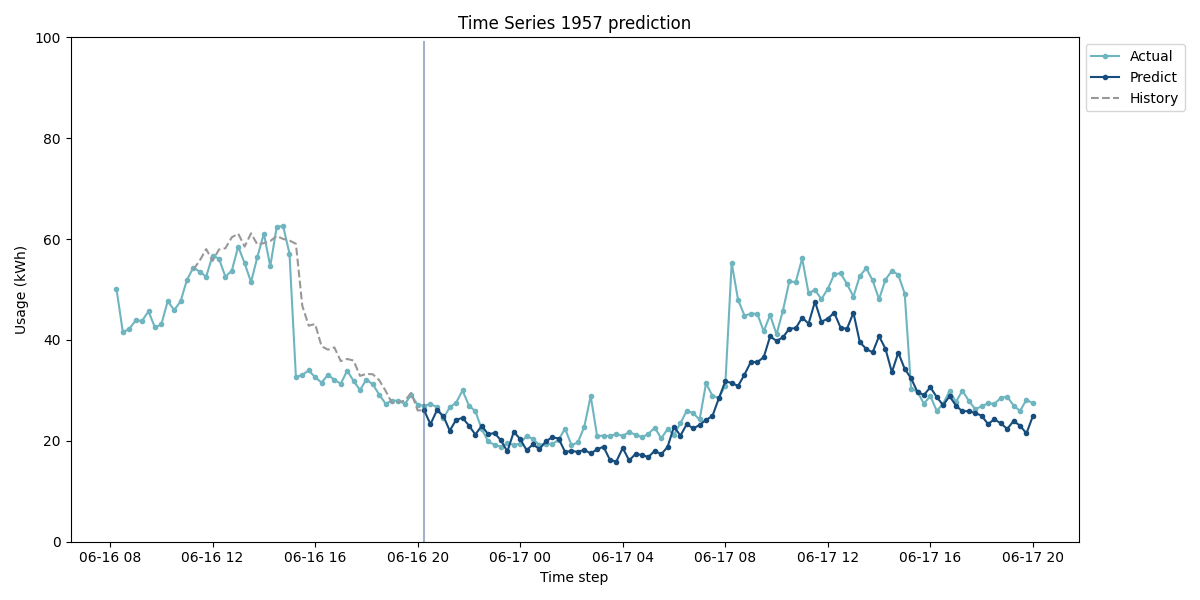 Time Series 1957 prediction
100
80
60
40
20
0
Usage (kWh)
06-16 08 06-16 12 06-16 16 06-16 20 06-17 00 06-17 04 06-17 08 06-17 12 06-17 16 06-17 20
Time step
Actual
Predict
History